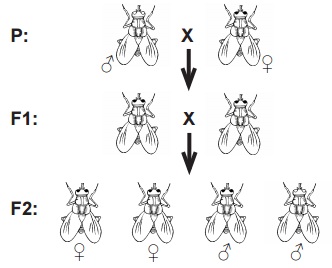 P: ♂ X ♀
F1: X
F2: ♀ ♀ ♂ ♂